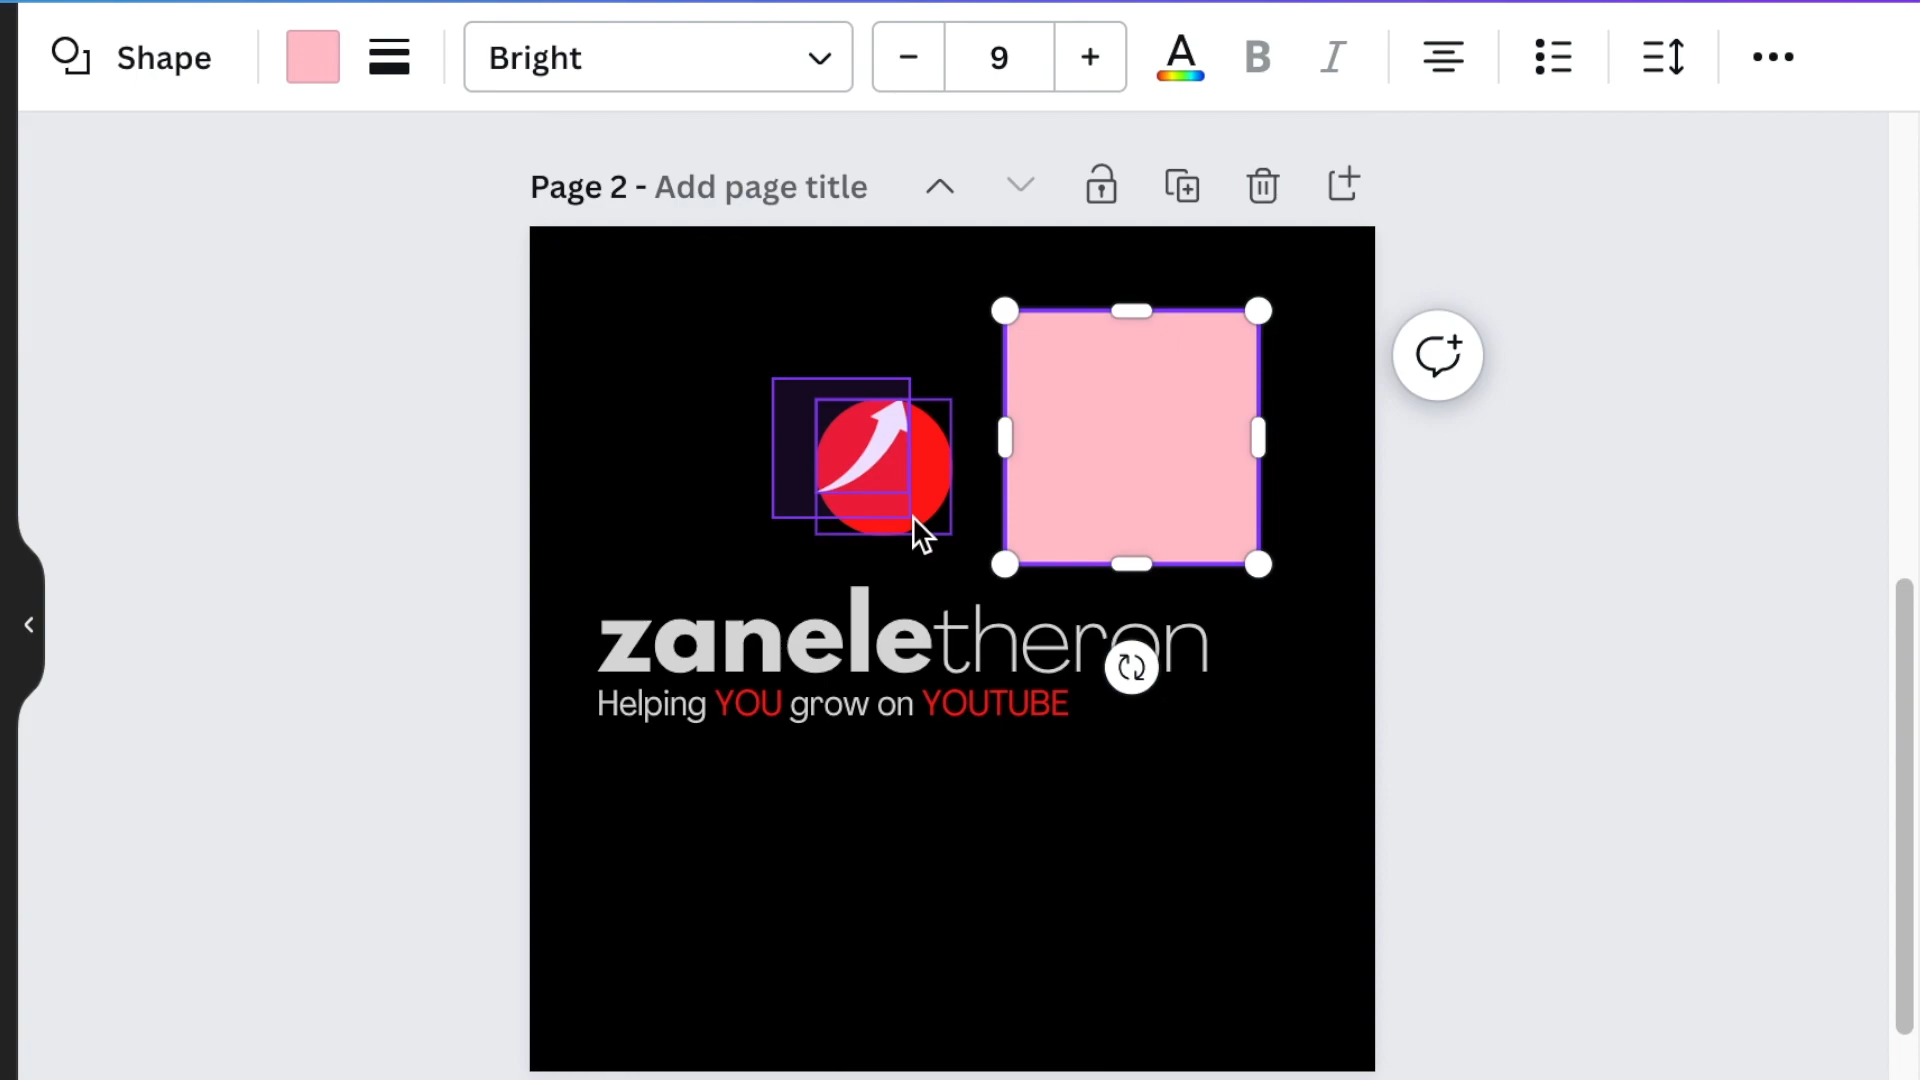 Shape
Bright
9
A B I
Page 2 - Add page title
zaneletheron
Helping YOU grow on YOUTUBE